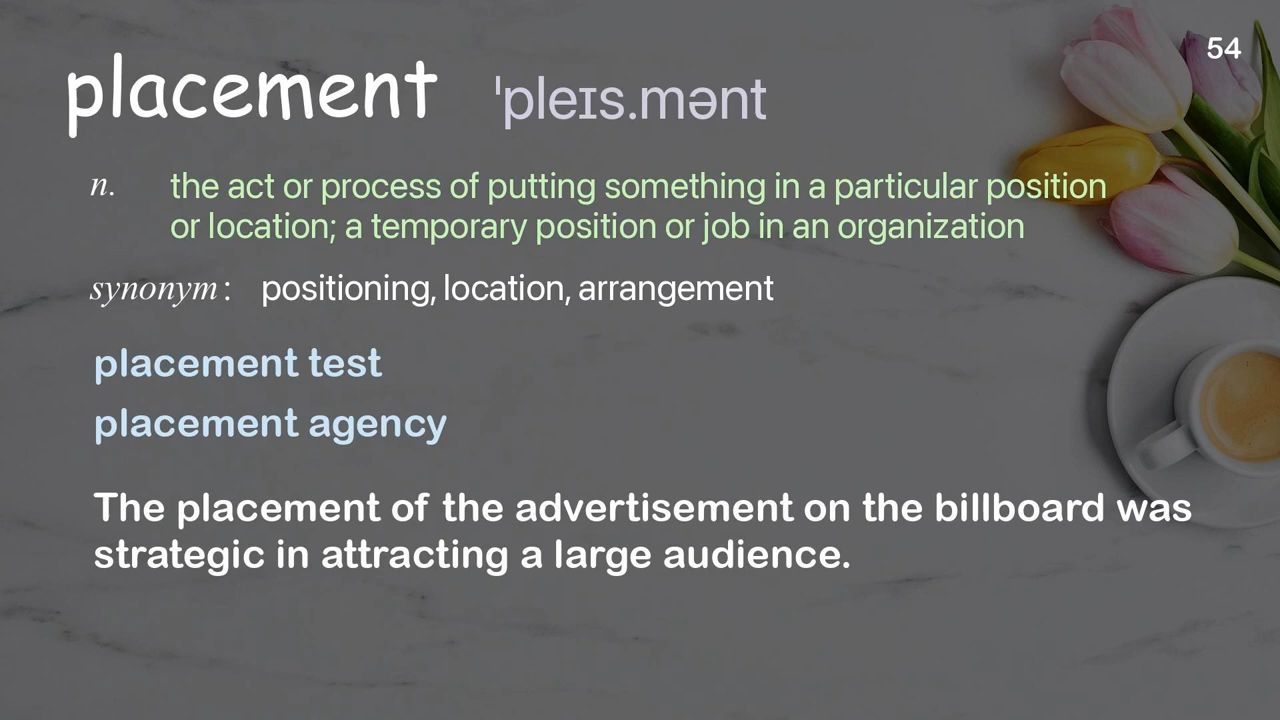 54
placement ˈpleɪs.mənt
n. the act or process of putting something in a particular position
or location; a temporary position or job in an organization
synonym: positioning, location, arrangement
placement test
placement agency
The placement of the advertisement on the billboard was
strategic in attracting a large audience.